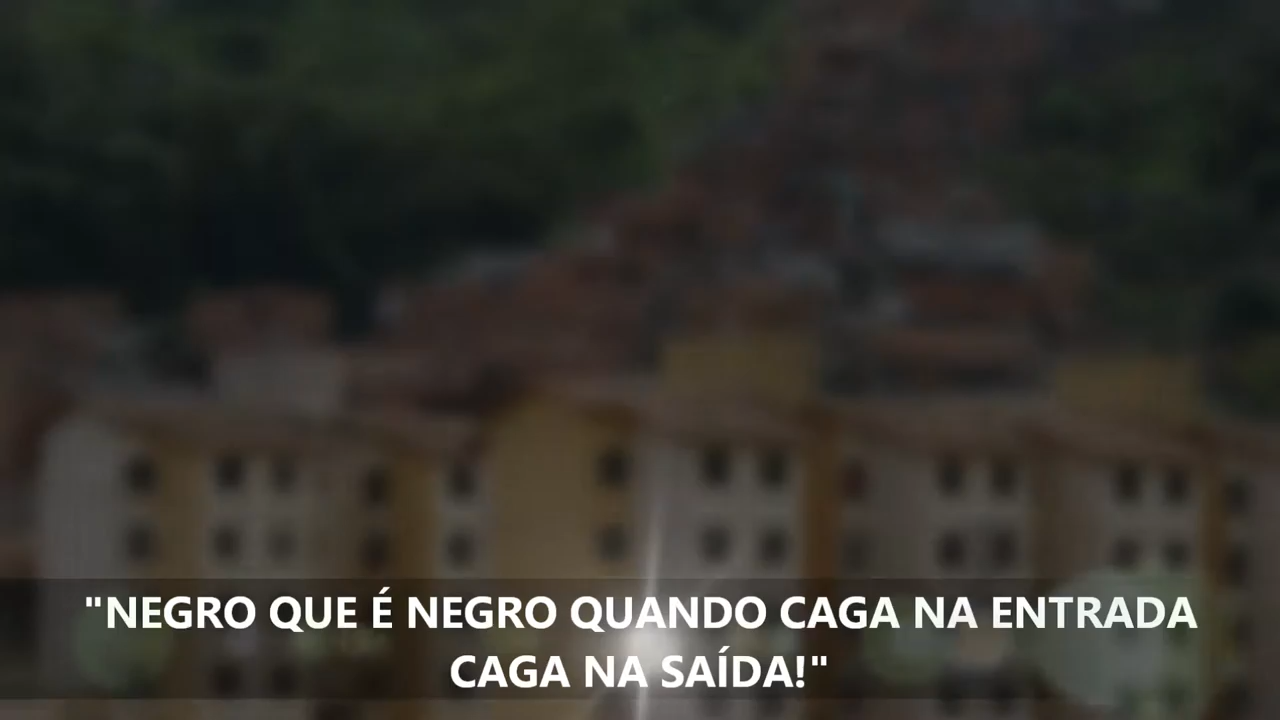 "NEGRO QUE É NEGRO QUANDO CAGA NA ENTRADA
CAGA NA SAÍDA!"